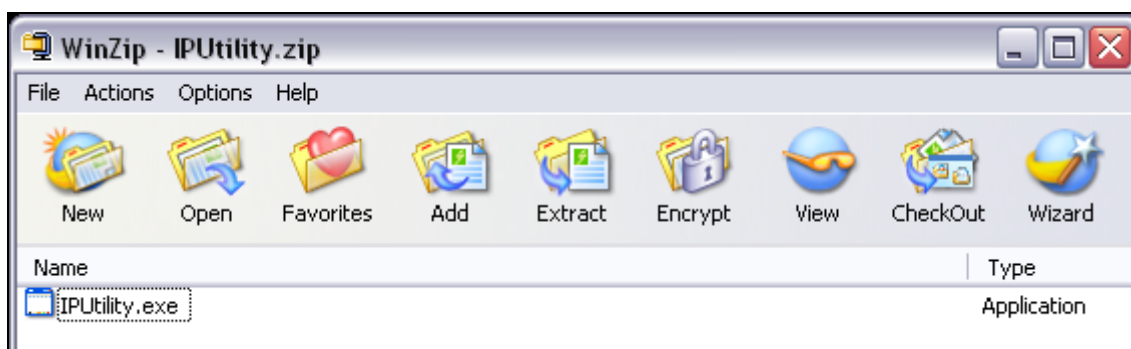 WinZip - IPUtility.zip
File Actions Options Help
New Open Favorites Add Extract Encrypt View CheckOut Wizard
Name Type
IPUtility.exe Application